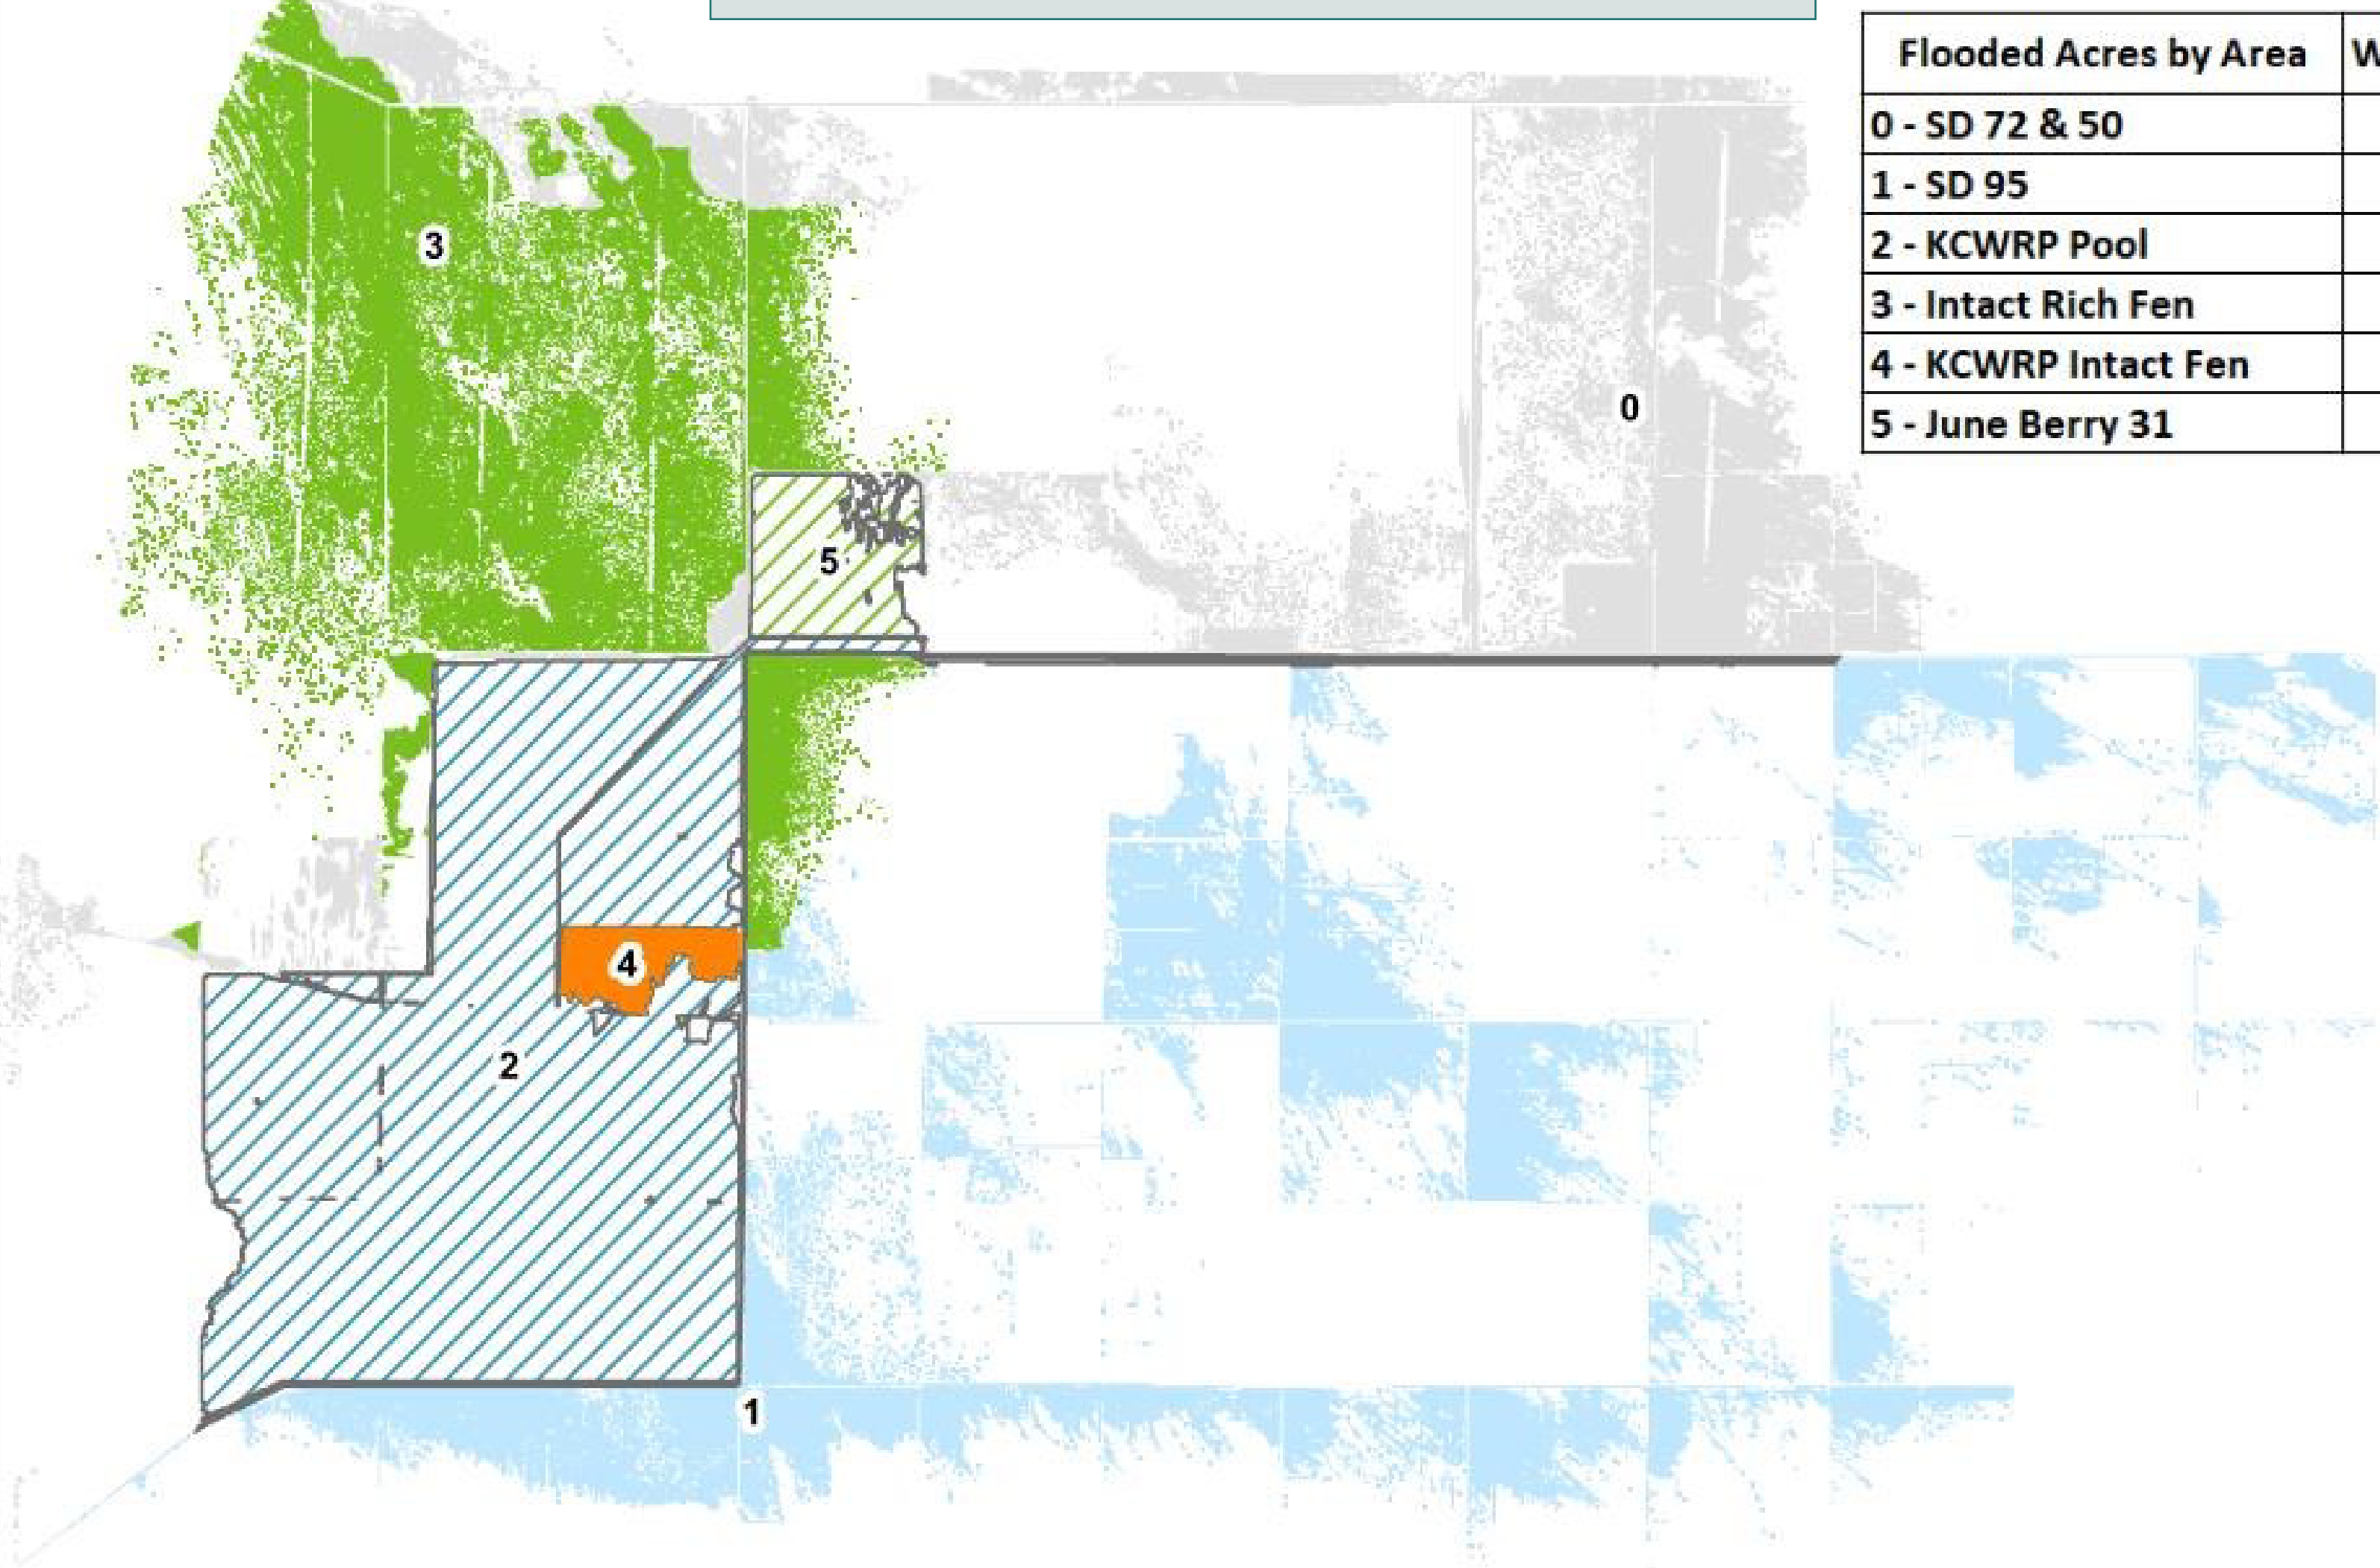 Flooded Acres by Area
0 - SD 72 & 50
1 - SD 95
2 - KCWRP Pool
3 - Intact Rich Fen
4 - KCWRP Intact Fen
5 - June Berry 31
3
0
5
4
2
1